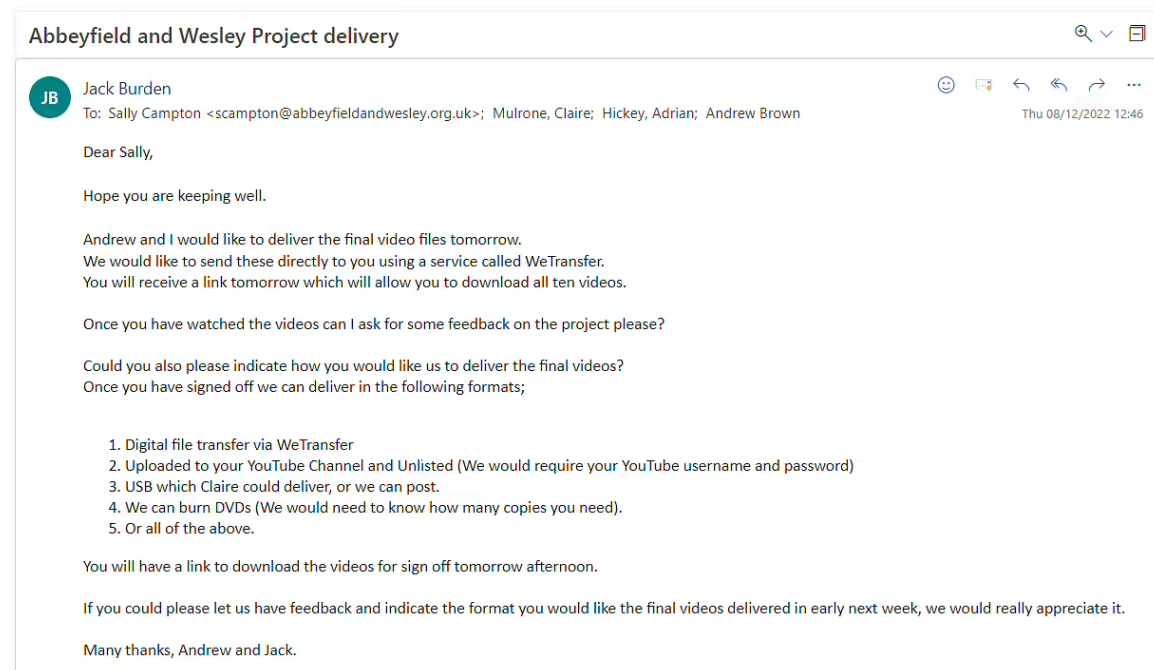 Abbeyfield and Wesley Project delivery
JB
Jack Burden
To: Sally Campton <scampton@abbeyfieldandwesley.org.uk>; Mulrone, Claire; Hickey, Adrian; Andrew Brown
Thu 08/12/2022 12:46
Dear Sally,
Hope you are keeping well.
Andrew and I would like to deliver the final video files tomorrow.
We would like to send these directly to you using a service called WeTransfer.
You will receive a link tomorrow which will allow you to download all ten videos.
Once you have watched the videos can I ask for some feedback on the project please?
Could you also please indicate how you would like us to deliver the final videos?
Once you have signed off we can deliver in the following formats;
1. Digital file transfer via WeTransfer
2. Uploaded to your YouTube Channel and Unlisted (We would require your YouTube username and password)
3. USB which Claire could deliver, or we can post.
4. We can burn DVDs (We would need to know how many copies you need).
5. Or all of the above.
You will have a link to download the videos for sign off tomorrow afternoon.
If you could please let us have feedback and indicate the format you would like the final videos delivered in early next week, we would really appreciate it.
Many thanks, Andrew and Jack.